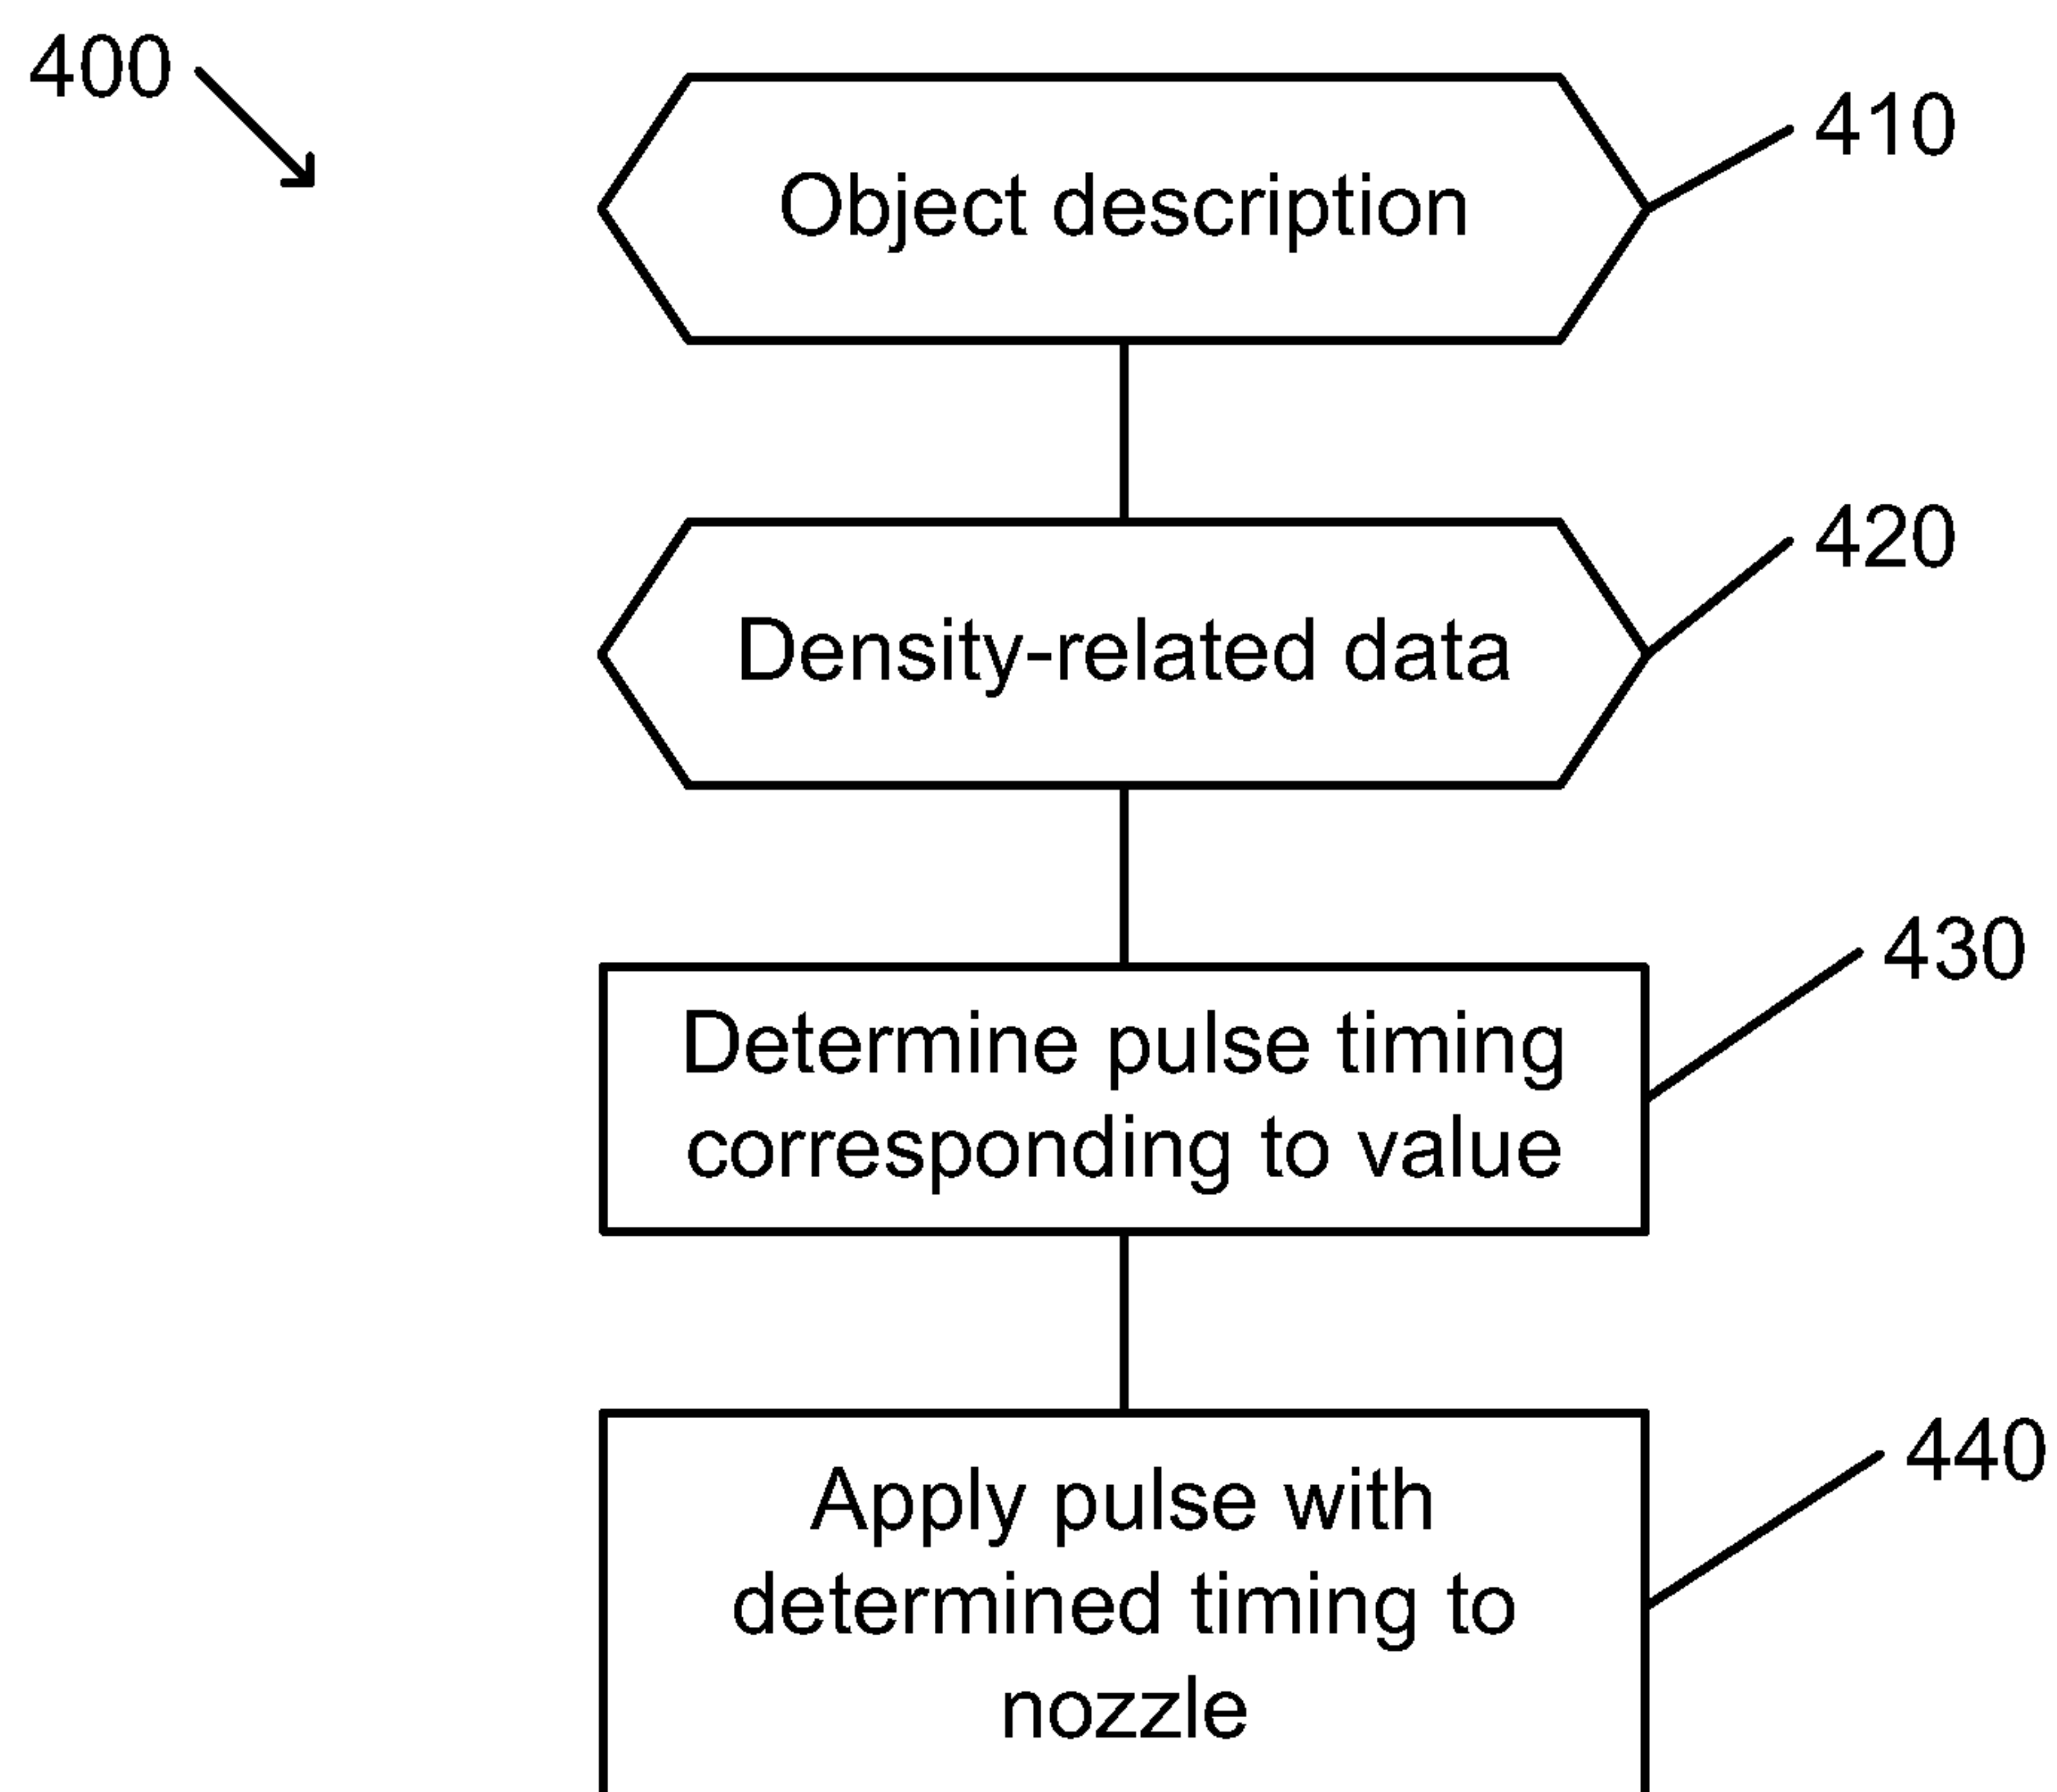 400
410
Object description
420
Density-related data
430
Determine pulse timing
corresponding to value
440
Apply pulse with
determined timing to
nozzle